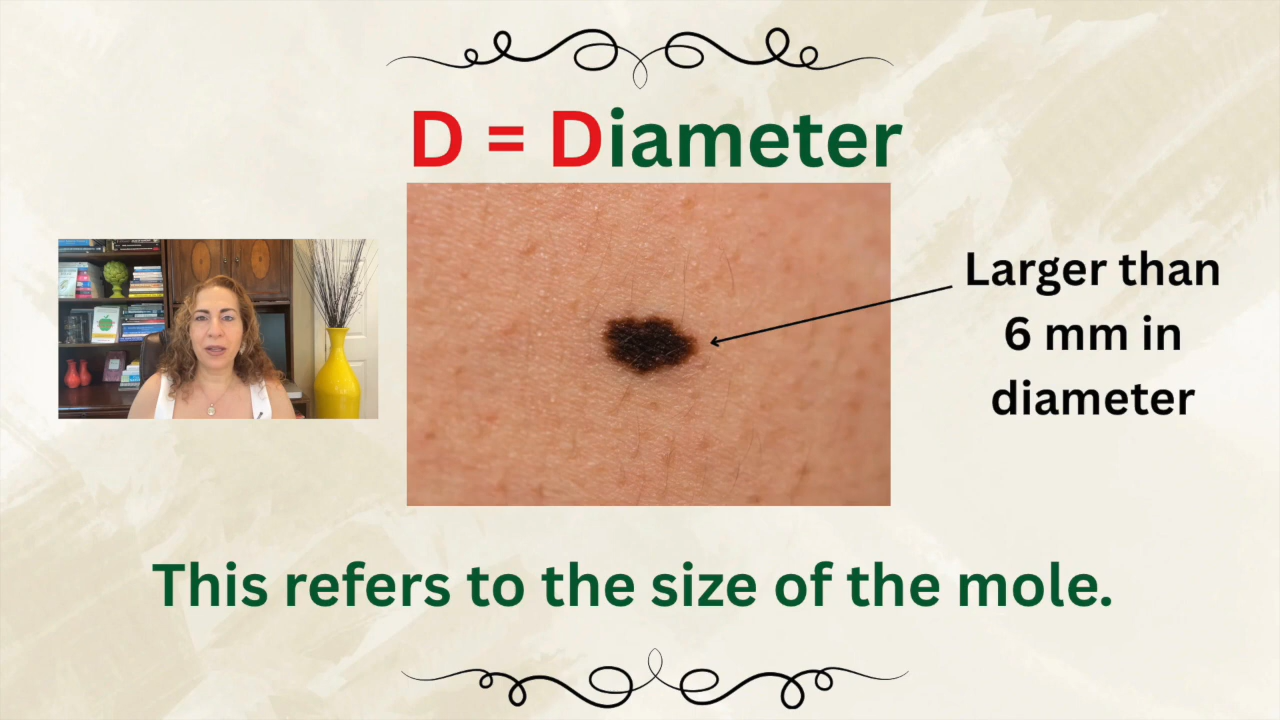 D = Diameter
Larger than
6 mm in
diameter
This refers to the size of the mole.